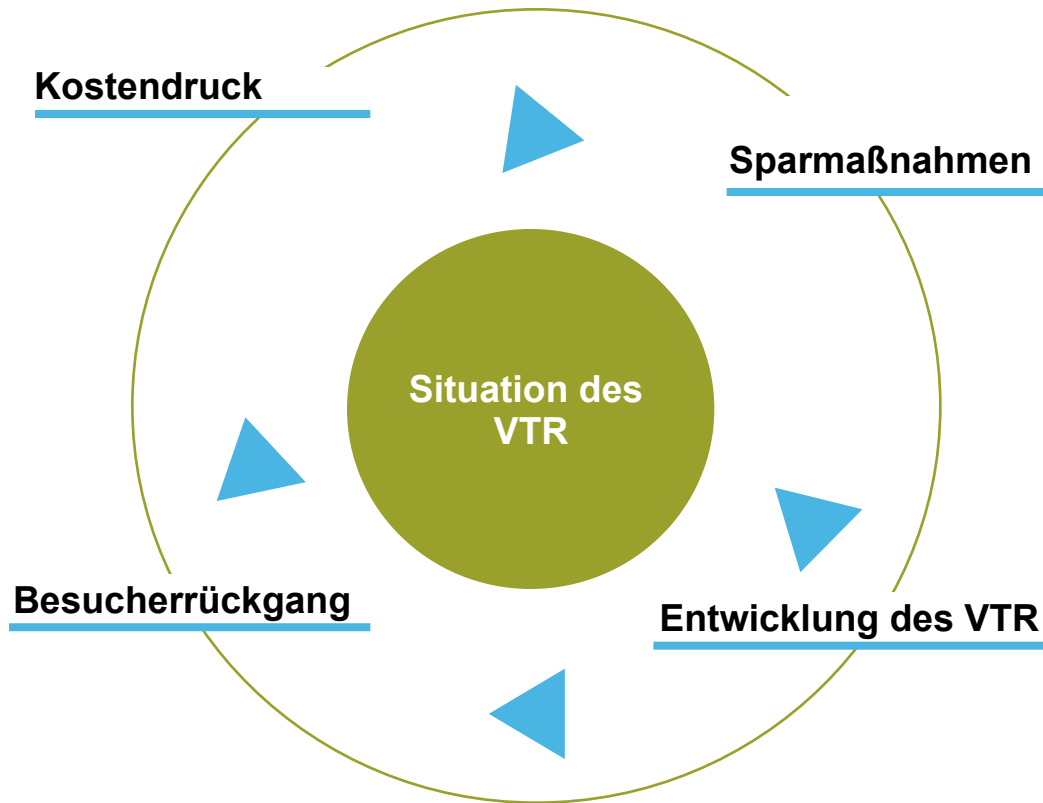 Kostendruck
Sparmaßnahmen
Situation des
VTR
Besucherrückgang
Entwicklung des VTR